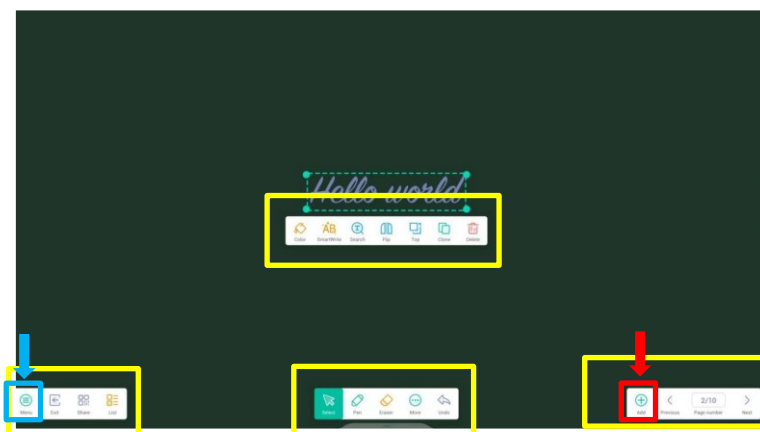 Hello world
Color SmartWrite Search Flip Top Clone Delete
Menu Exit Share List Select Pen Eraser More Undo Add Previous 2/10 Page number Next